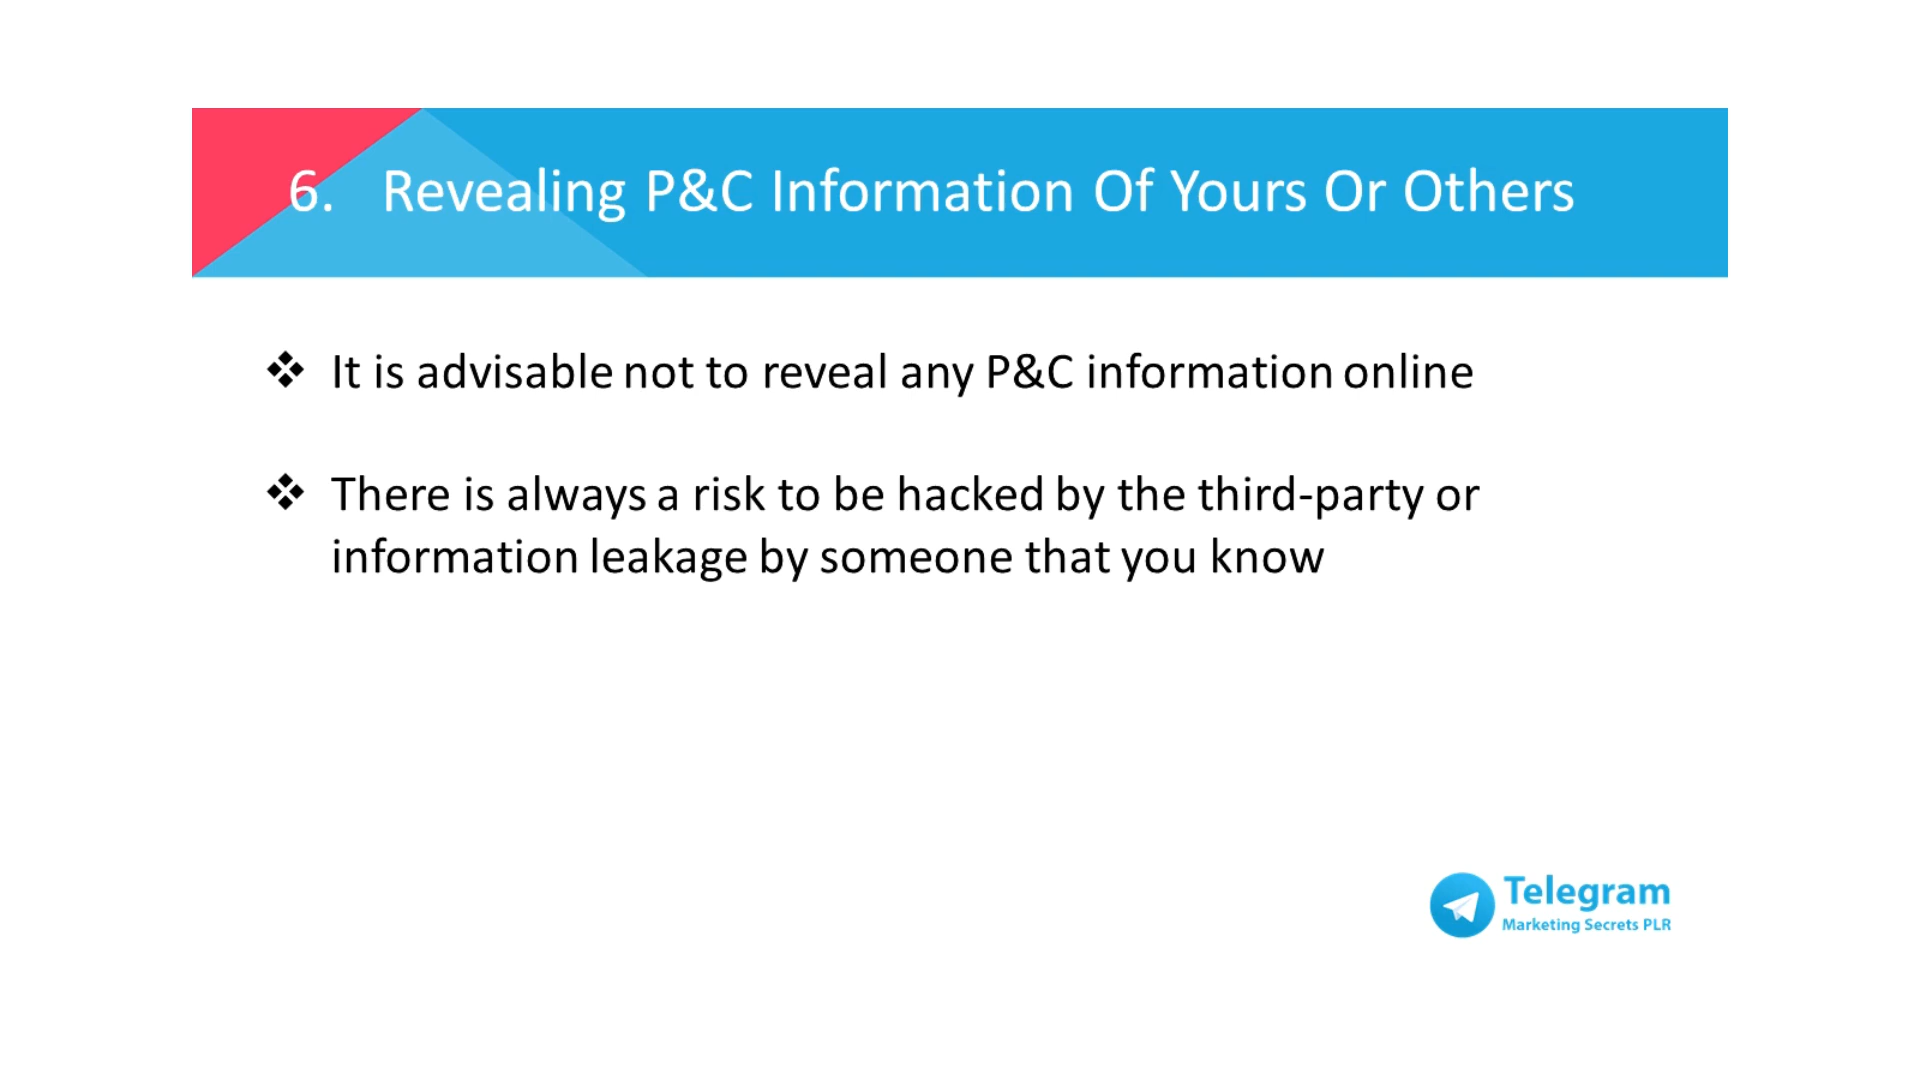 6. Revealing P&C Information Of Yours Or Others
❖ It is advisable not to reveal any P&C information online
❖ There is always a risk to be hacked by the third-party or
information leakage by someone that you know
Telegram
Marketing Secrets PLR